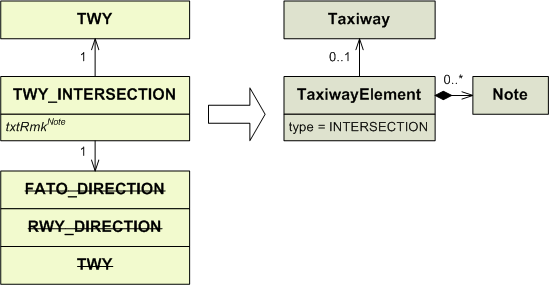 TWY
1
TWY_INTERSECTION
txtRmkNote
1
FATO_DIRECTION
RWY_DIRECTION
TWY
Taxiway
0..1
TaxiwayElement
type = INTERSECTION
0..*
Note